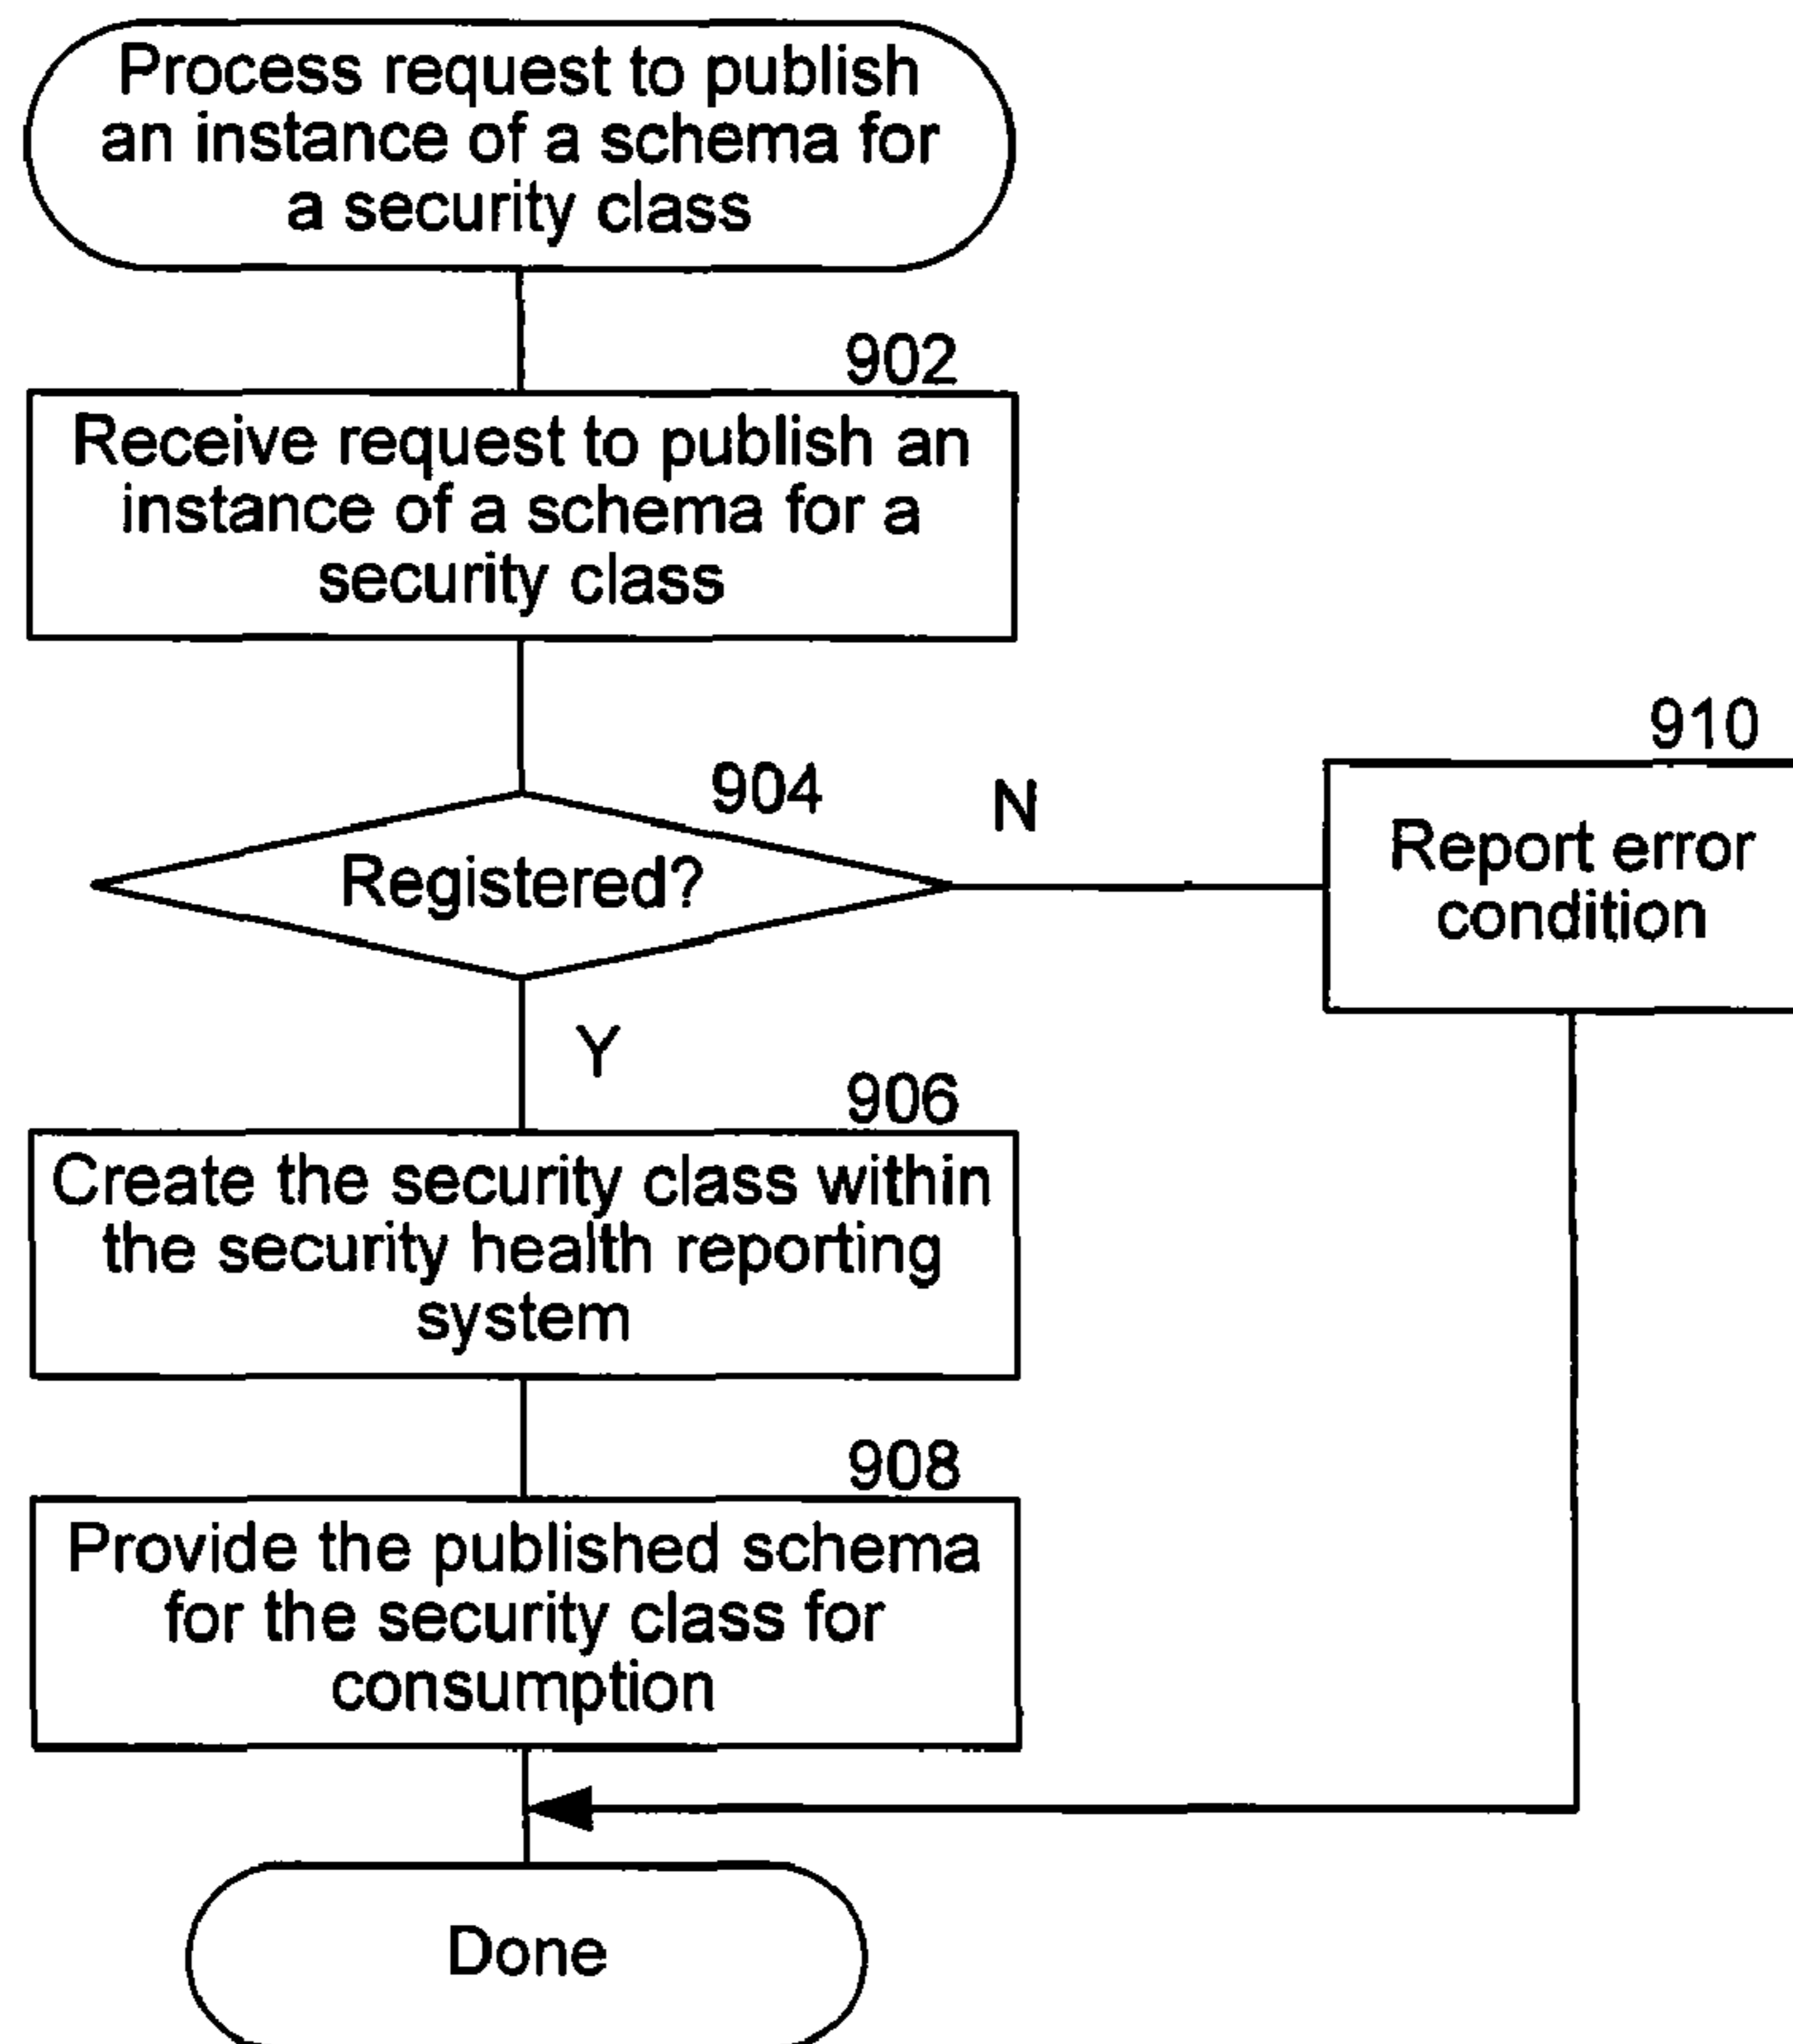 Process request to publish
an instance of a schema for
a security class
902
Receive request to publish an
instance of a schema for a
security class
904
Registered?
N
910
Report error
condition
Y
906
Create the security class within
the security health reporting
system
908
Provide the published schema
for the security class for
consumption
Done